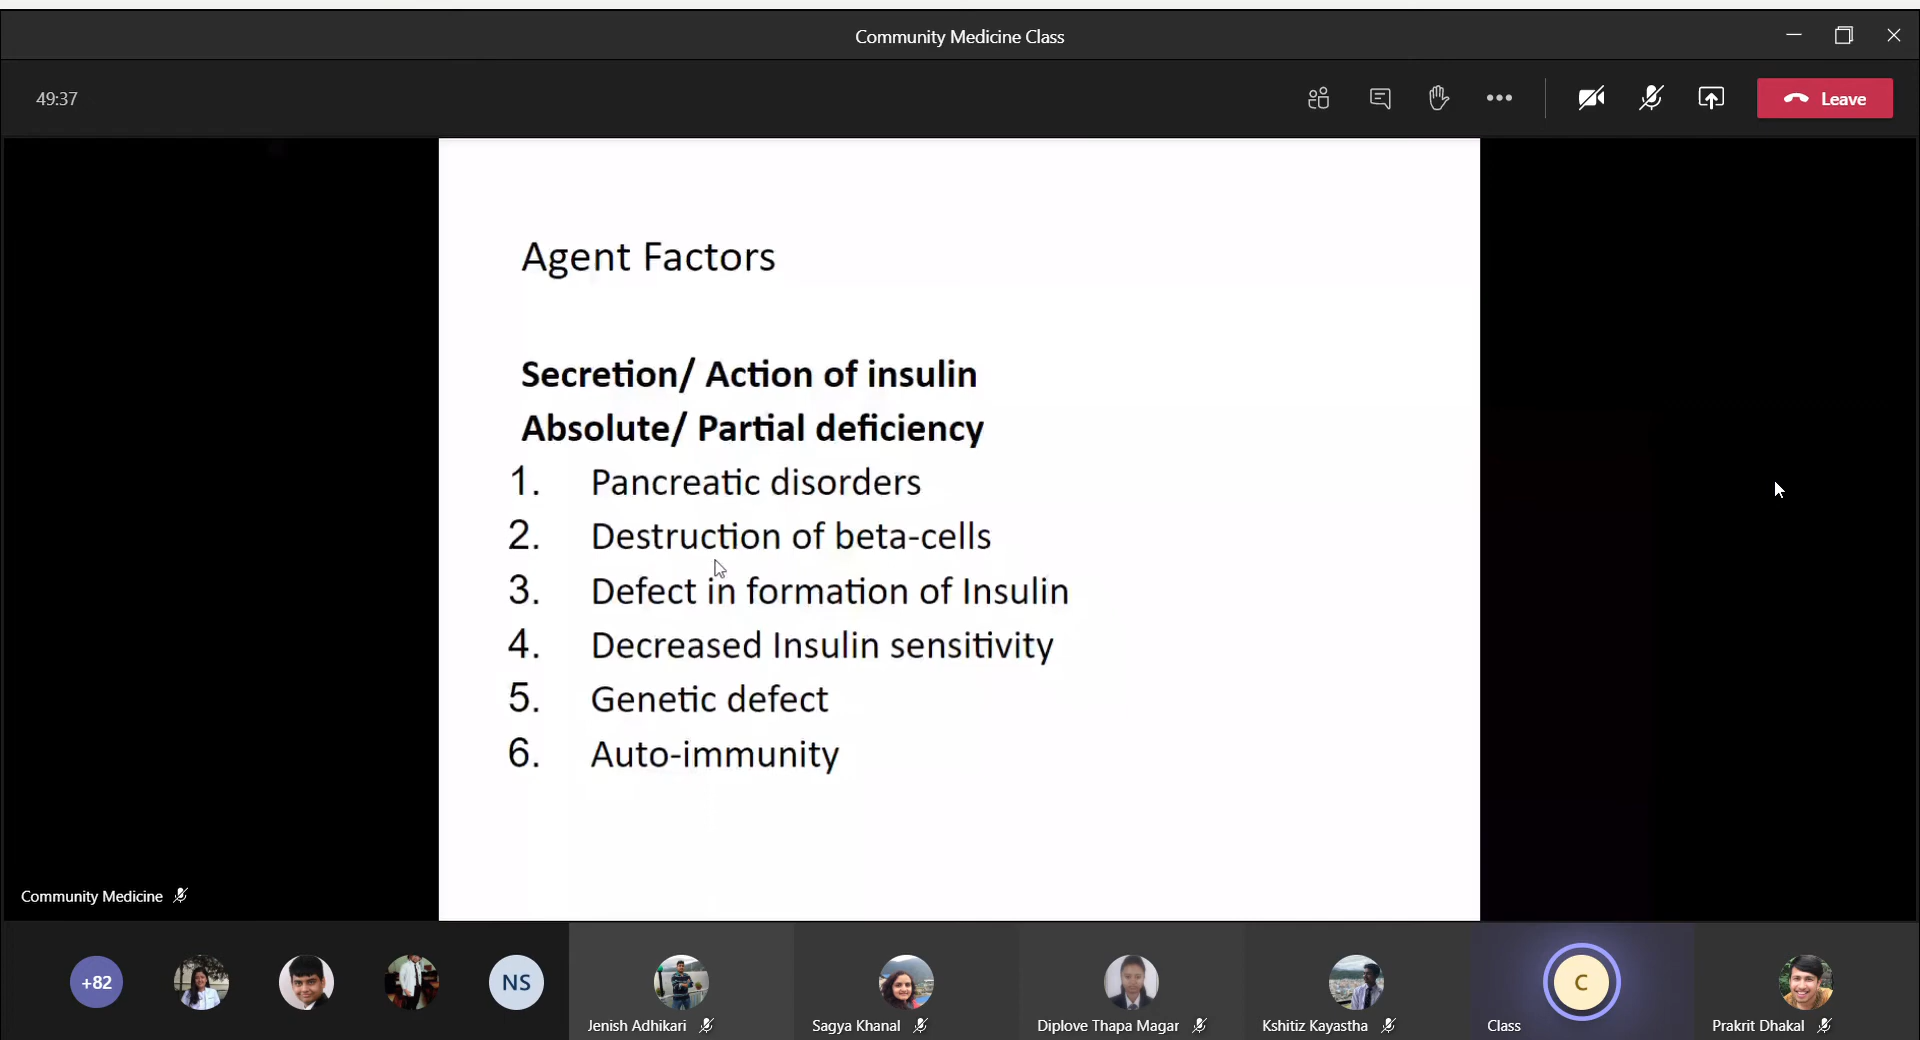 Community Medicine Class
49:37
Leave
Agent Factors
Secretion/ Action of insulin
Absolute/ Partial deficiency
1. Pancreatic disorders
2. Destruction of beta-cells
3. Defect in formation of Insulin
4. Decreased Insulin sensitivity
5. Genetic defect
6. Auto-immunity
Community Medicine
+82
NS
C
Jenish Adhikari
Sagya Khanal
Diplove Thapa Magar
Kshitiz Kayastha
Class
Prakrit Dhakal